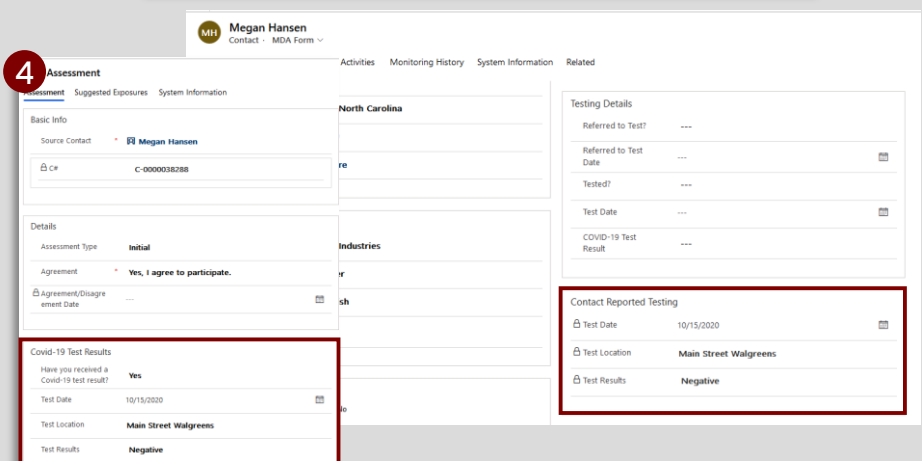 MH
Megan Hansen
Contact · MDA Form
Activities Monitoring History System Information Related
4
Assessment
Assessment Suggested Exposures System Information
Basic Info
Source Contact * Megan Hansen
C# C-0000038288
Details
Assessment Type Initial
Agreement * Yes, I agree to participate.
Agreement/Disagre
ement Date ---
Covid-19 Test Results
Have you received a
Covid-19 test result? Yes
Test Date 10/15/2020
Test Location Main Street Walgreens
Test Results Negative
North Carolina
re
Industries
er
sh
No
Testing Details
Referred to Test? ---
Referred to Test
Date ---
Tested? ---
Test Date ---
COVID-19 Test
Result ---
Contact Reported Testing
Test Date 10/15/2020
Test Location Main Street Walgreens
Test Results Negative